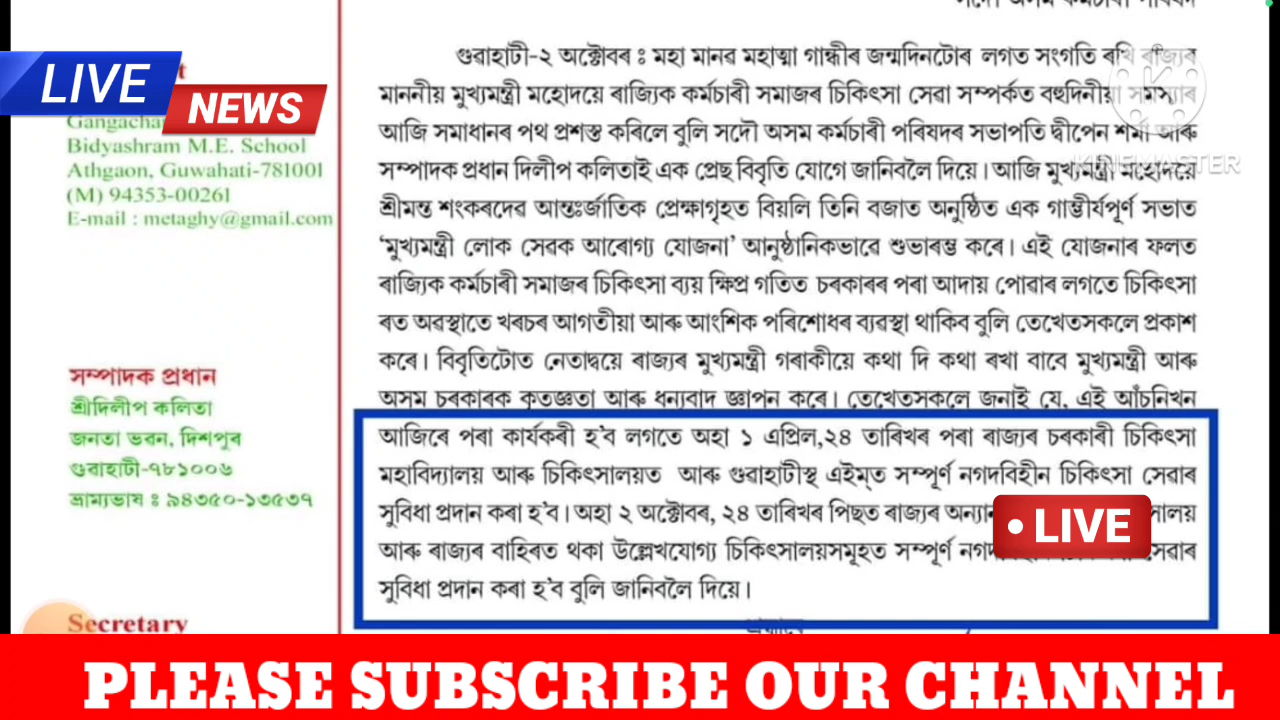 সদৌ অসম কৰ্মচাৰী পৰিষদ
LIVE
NEWS
Bidyashram M.E. School
Athgaon, Guwahati-781001
(M) 94353-00261
E-mail : metaghy@gmail.com
সম্পাদক প্ৰধান
শ্ৰীদিলীপ কলিতা
জনতা ভৱন, দিশপুৰ
গুৱাহাটী-৭৮১০০৬
ভ্ৰাম্যভাষ : ৯৪৩৫০-১৩৫৩৭
Secretary
গুৱাহাটী-২ অক্টোবৰ : মহা মানৱ মহাত্মা গান্ধীৰ জন্মদিনটোৰ লগত সংগতি ৰখি ৰাজ্যৰ
মাননীয় মুখ্যমন্ত্ৰী মহোদয়ে ৰাজ্যিক কৰ্মচাৰী সমাজৰ চিকিৎসা সেৱা সম্পৰ্কত বহুদিনীয়া সমস্যাৰ
আজি সমাধানৰ পথ প্ৰশস্ত কৰিলে বুলি সদৌ অসম কৰ্মচাৰী পৰিষদৰ সভাপতি দ্বীপেন শৰ্মা আৰু
সম্পাদক প্ৰধান দিলীপ কলিতাই এক প্ৰেছ বিবৃতি যোগে জানিবলৈ দিয়ে। আজি মুখ্যমন্ত্ৰী মহোদয়ে
শ্ৰীমন্ত শংকৰদেৱ আন্তঃৰ্জাতিক প্ৰেক্ষাগৃহত বিয়লি তিনি বজাত অনুষ্ঠিত এক গাম্ভীৰ্যপূৰ্ণ সভাত
‘মুখ্যমন্ত্ৰী লোক সেৱক আৰোগ্য যোজনা’ আনুষ্ঠানিকভাৱে শুভাৰম্ভ কৰে। এই যোজনাৰ ফলত
ৰাজ্যিক কৰ্মচাৰী সমাজৰ চিকিৎসা ব্যয় ক্ষিপ্ৰ গতিত চৰকাৰৰ পৰা আদায় পোৱাৰ লগতে চিকিৎসা
ৰত অৱস্থাতে খৰচৰ আগতীয়া আৰু আংশিক পৰিশোধৰ ব্যৱস্থা থাকিব বুলি তেখেতসকলে প্ৰকাশ
কৰে। বিবৃতিটোত নেতাদ্বয়ে ৰাজ্যৰ মুখ্যমন্ত্ৰী গৰাকীয়ে কথা দি কথা ৰখা বাবে মুখ্যমন্ত্ৰী আৰু
অসম চৰকাৰক কৃতজ্ঞতা আৰু ধন্যবাদ জ্ঞাপন কৰে। তেখেতসকলে জনাই যে, এই আঁচনিখন
আজিৰে পৰা কাৰ্যকৰী হ’ব লগতে অহা ১ এপ্ৰিল,২৪ তাৰিখৰ পৰা ৰাজ্যৰ চৰকাৰী চিকিৎসা
মহাবিদ্যালয় আৰু চিকিৎসালয়ত আৰু গুৱাহাটীস্থ এইম্‌ত সম্পূৰ্ণ নগদবিহীন চিকিৎসা সেৱাৰ
সুবিধা প্ৰদান কৰা হ’ব। অহা ২ অক্টোবৰ, ২৪ তাৰিখৰ পিছত ৰাজ্যৰ
আৰু ৰাজ্যৰ বাহিৰত থকা উল্লেখযোগ্য চিকিৎসালয়সমূহত সম্পূৰ্ণ সেৱাৰ
সুবিধা প্ৰদান কৰা হ’ব বুলি জানিবলৈ দিয়ে।
KINEMASTER
LIVE
PLEASE SUBSCRIBE OUR CHANNEL